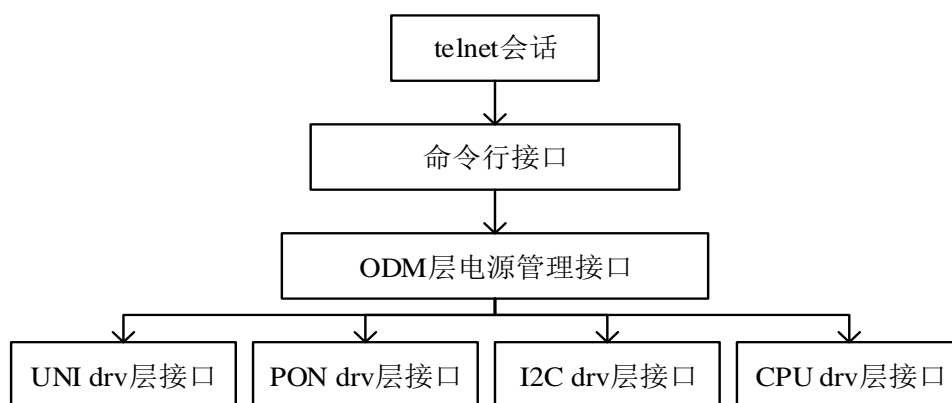 telnet会话
命令行接口
ODM层电源管理接口
UNI drv层接口
PON drv层接口
I2C drv层接口
CPU drv层接口